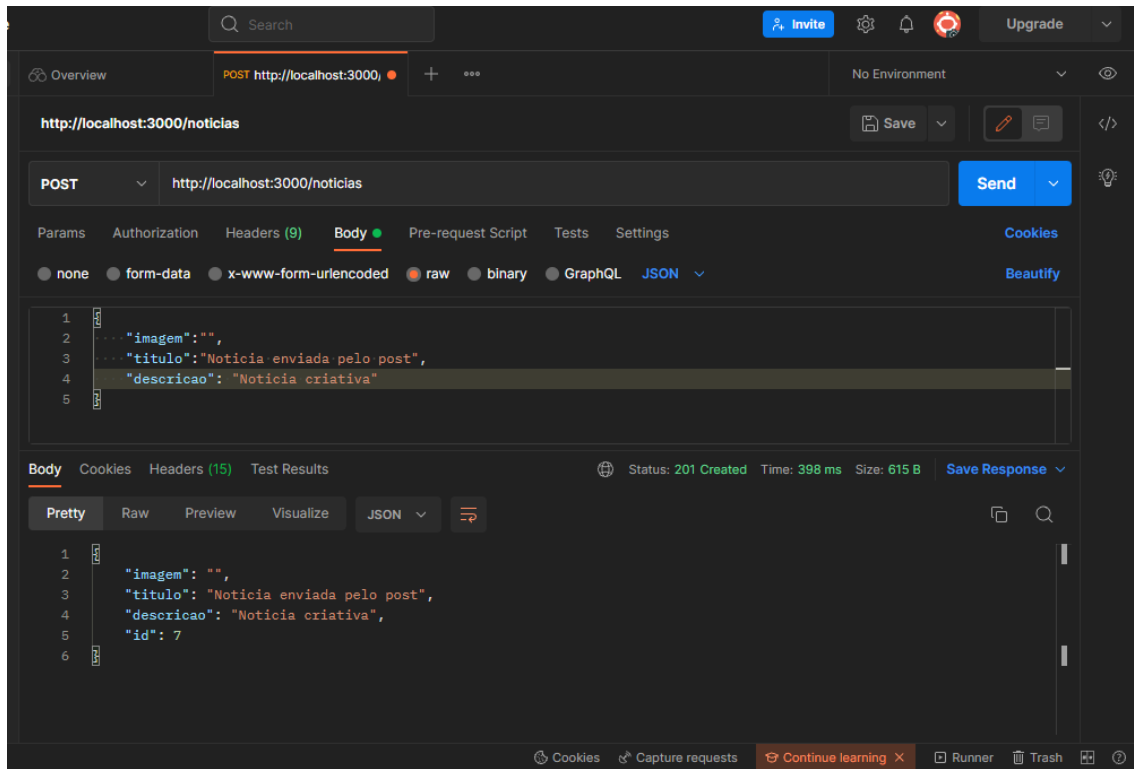 Search
Invite
Upgrade
Overview
POST http://localhost:3000/
No Environment
http://localhost:3000/noticias
Save
POST
http://localhost:3000/noticias
Send
Params Authorization Headers (9) Body Pre-request Script Tests Settings Cookies
none form-data x-www-form-urlencoded raw binary GraphQL JSON Beautify
1 {
2 "imagem":"",
3 "titulo":"Noticia enviada pelo post",
4 "descricao": "Noticia criativa"
5 }
Body Cookies Headers (15) Test Results Status: 201 Created Time: 398 ms Size: 615 B Save Response
Pretty Raw Preview Visualize JSON
1 {
2 "imagem": "",
3 "titulo": "Noticia enviada pelo post",
4 "descricao": "Noticia criativa",
5 "id": 7
6 }
Cookies Capture requests Continue learning Runner Trash